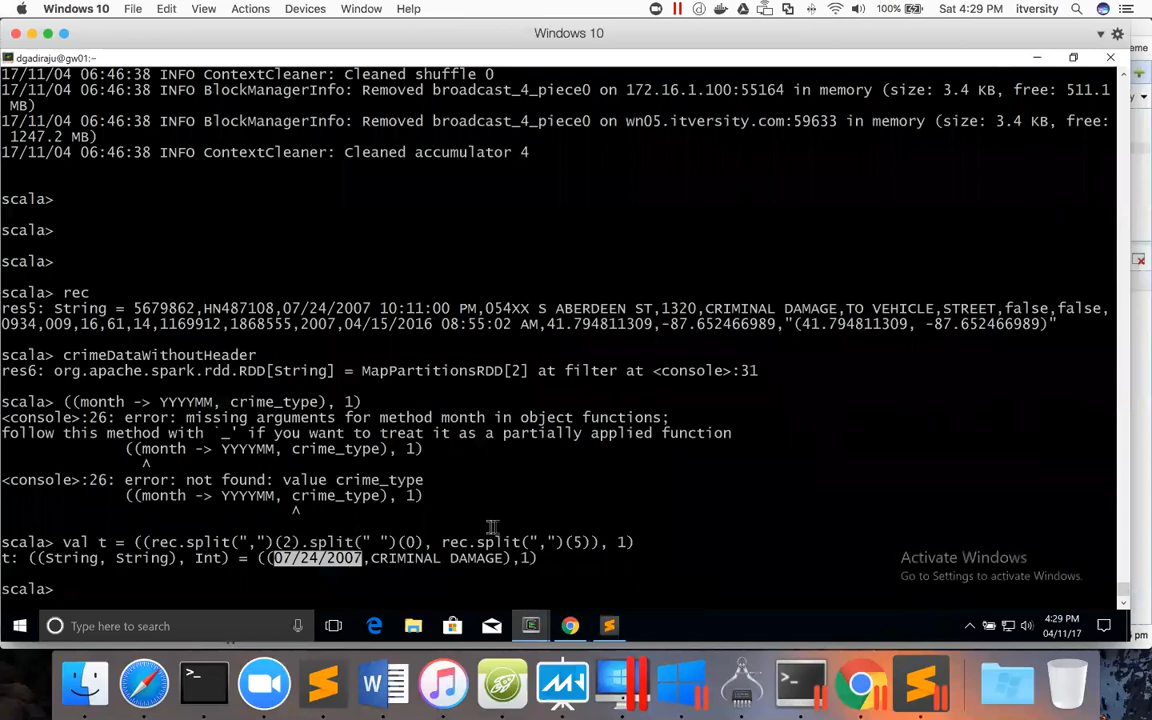 Windows 10 File Edit View Actions Devices Window Help 100% Sat 4:29 PM itversity
Windows 10
dgadiraju@gw01:~
17/11/04 06:46:38 INFO ContextCleaner: Cleaned shuffle 0
17/11/04 06:46:38 INFO BlockManagerInfo: Removed broadcast_4_piece0 on 172.16.1.100:55164 in memory (size: 3.4 KB, free: 511.1
MB)
17/11/04 06:46:38 INFO BlockManagerInfo: Removed broadcast_4_piece0 on wn05.itversity.com:59633 in memory (size: 3.4 KB, free:
1247.2 MB)
17/11/04 06:46:38 INFO ContextCleaner: Cleaned accumulator 4
scala>
scala>
scala>
scala> rec
res5: String = 5679862,HN487108,07/24/2007 10:11:00 PM,054XX S ABERDEEN ST,1320,CRIMINAL DAMAGE,TO VEHICLE,STREET,false,false,
0934,009,16,61,14,1169912,1868555,2007,04/15/2016 08:55:02 AM,41.794811309,-87.652466989,"(41.794811309, -87.652466989)"
scala> crimeDataWithoutHeader
res6: org.apache.spark.rdd.RDD[String] = MapPartitionsRDD[2] at filter at <console>:31
scala> ((month -> YYYYMM, crime_type), 1)
<console>:26: error: missing arguments for method month in object functions;
follow this method with `_' if you want to treat it as a partially applied function
((month -> YYYYMM, crime_type), 1)
^
<console>:26: error: not found: value crime_type
((month -> YYYYMM, crime_type), 1)
^
scala> val t = ((rec.split(",")(2).split(" ")(0), rec.split(",")(5)), 1)
t: ((String, String), Int) = ((07/24/2007,CRIMINAL DAMAGE),1)
scala>
Activate Windows
Go to Settings to activate Windows.
Type here to search
4:29 PM
04/11/17